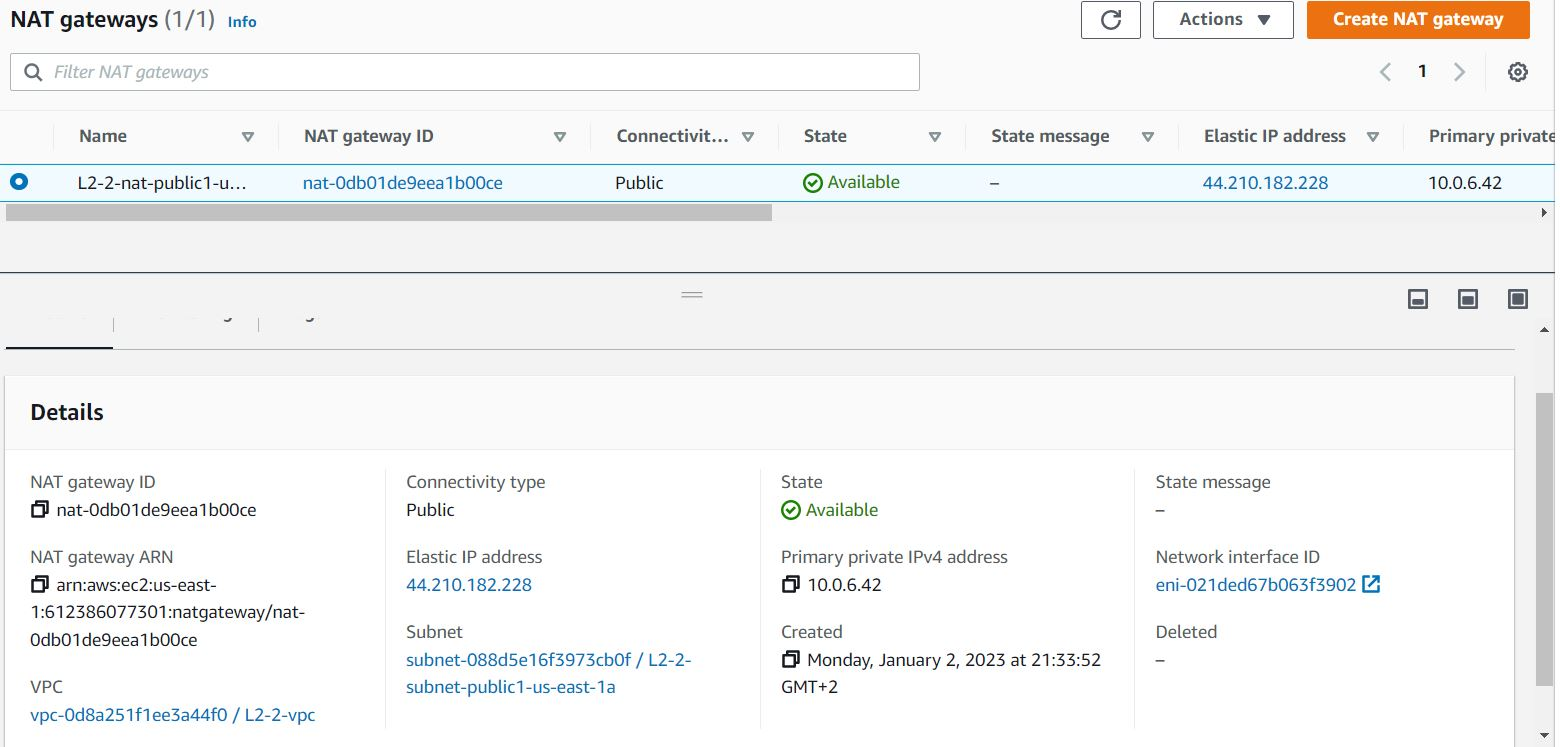 NAT gateways (1/1) Info
Actions
Create NAT gateway
Filter NAT gateways
1
Name NAT gateway ID Connectivit... State State message Elastic IP address Primary private
L2-2-nat-public1-u... nat-0db01de9eea1b00ce Public Available – 44.210.182.228 10.0.6.42
Details
NAT gateway ID
nat-0db01de9eea1b00ce
NAT gateway ARN
arn:aws:ec2:us-east-
1:612386077301:natgateway/nat-
0db01de9eea1b00ce
VPC
vpc-0d8a251f1ee3a44f0 / L2-2-vpc
Connectivity type
Public
Elastic IP address
44.210.182.228
Subnet
subnet-088d5e16f3973cb0f / L2-2-
subnet-public1-us-east-1a
State
Available
Primary private IPv4 address
10.0.6.42
Created
Monday, January 2, 2023 at 21:33:52
GMT+2
State message
–
Network interface ID
eni-021ded67b063f3902
Deleted
–